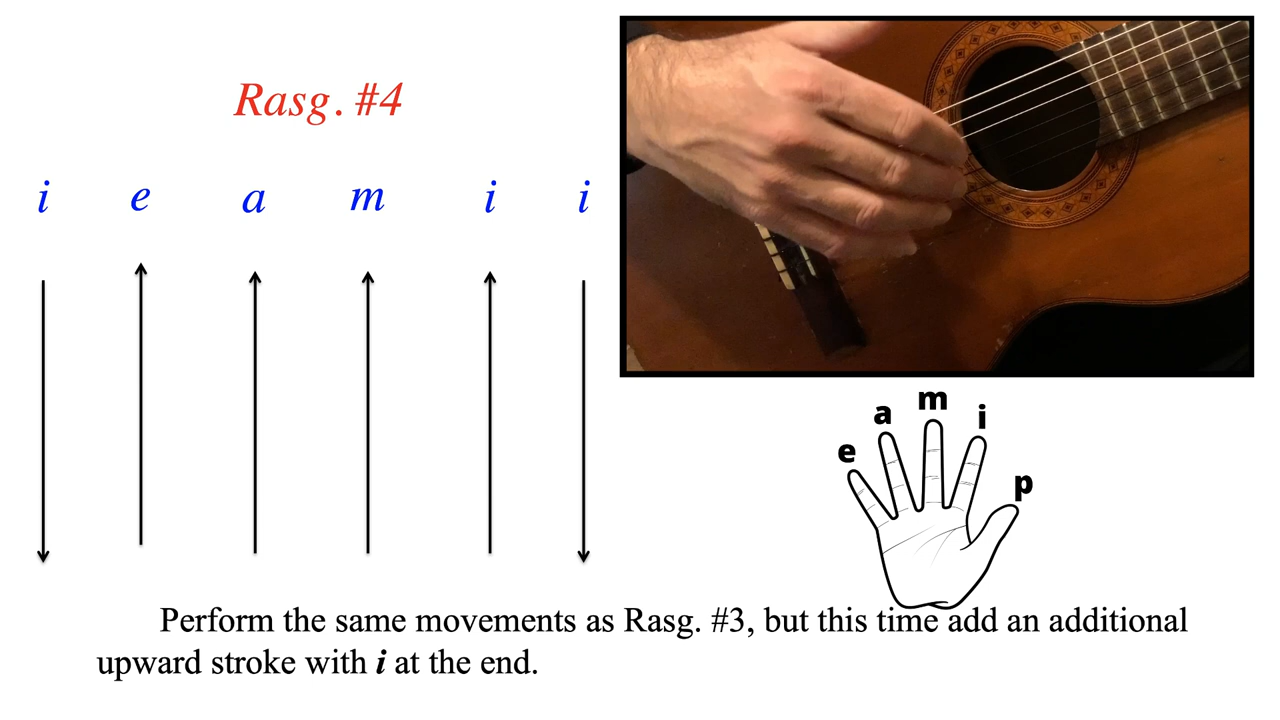 Rasg. #4
i e a m i i
e a m i p
Perform the same movements as Rasg. #3, but this time add an additional
upward stroke with i at the end.